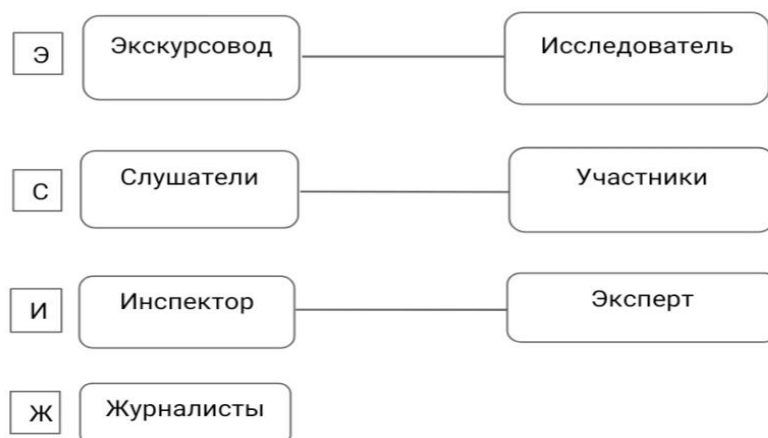 Э Экскурсовод Исследователь
С Слушатели Участники
И Инспектор Эксперт
Ж Журналисты